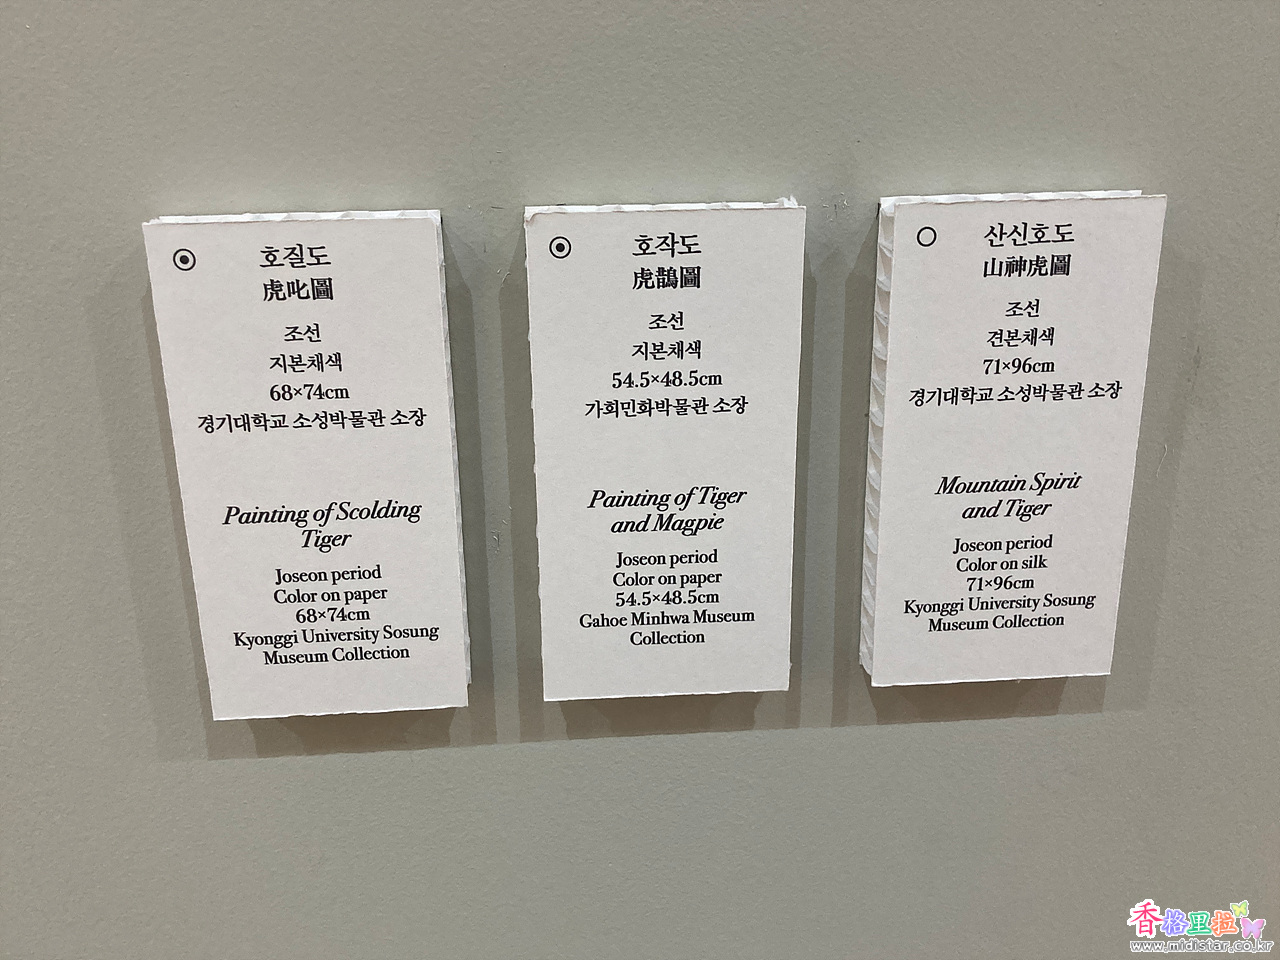 호질도
虎叱圖
조선
지본채색
68×74cm
경기대학교 소성박물관 소장
Painting of Scolding
Tiger
Joseon period
Color on paper
68×74cm
Kyonggi University Sosung
Museum Collection
호작도
虎鵲圖
조선
지본채색
54.5×48.5cm
가회민화박물관 소장
Painting of Tiger
and Magpie
Joseon period
Color on paper
54.5×48.5cm
Gahoe Minhwa Museum
Collection
산신호도
山神虎圖
조선
견본채색
71×96cm
경기대학교 소성박물관 소장
Mountain Spirit
and Tiger
Joseon period
Color on silk
71×96cm
Kyonggi University Sosung
Museum Collection
香格里拉
www.midistar.co.kr